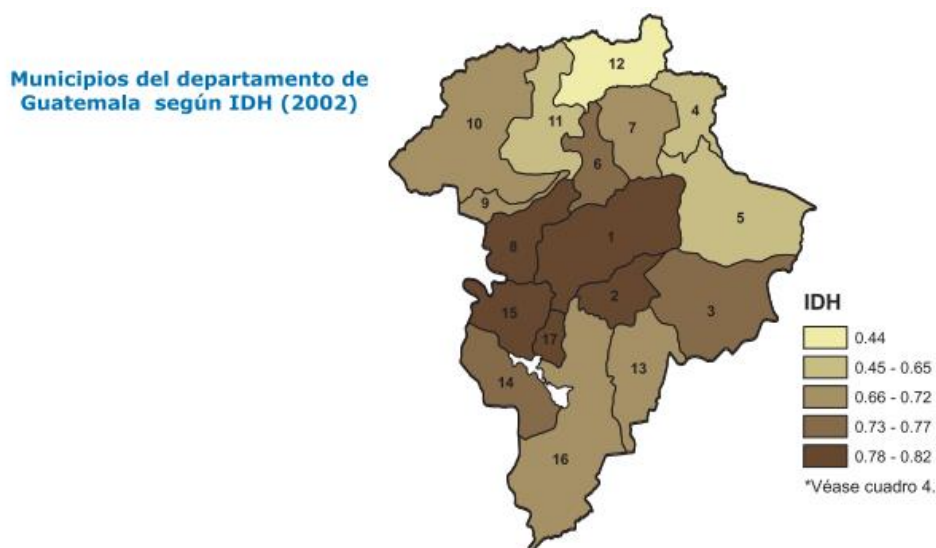 Municipios del departamento de
Guatemala según IDH (2002)
12
4
10
11
7
6
9
5
8
1
15
2
3
17
13
14
16
IDH
0.44
0.45 - 0.65
0.66 - 0.72
0.73 - 0.77
0.78 - 0.82
*Véase cuadro 4.